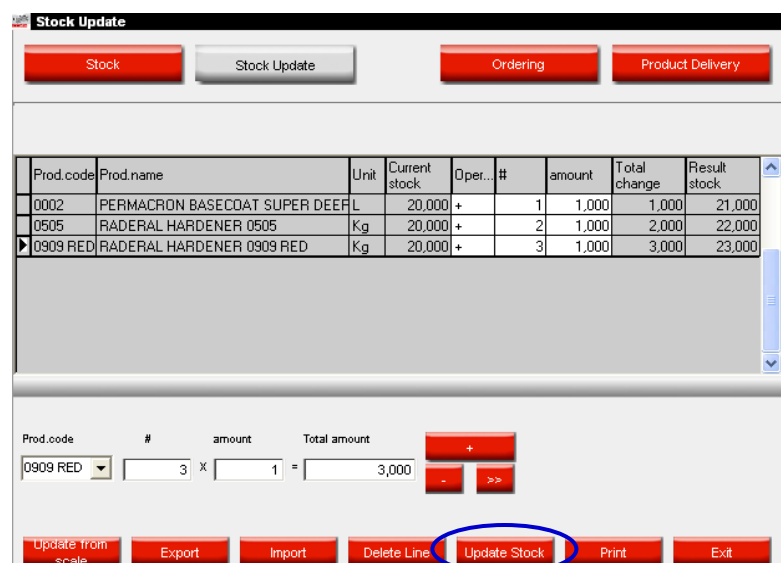 Stock Update
Stock Stock Update Ordering Product Delivery
Prod.code Prod.name Unit Current stock Oper... # amount Total change Result stock
0002 PERMACRON BASECOAT SUPER DEEP L 20,000 + 1 1,000 1,000 21,000
0505 RADERAL HARDENER 0505 Kg 20,000 + 2 1,000 2,000 22,000
0909 RED RADERAL HARDENER 0909 RED Kg 20,000 + 3 1,000 3,000 23,000
Prod.code # amount Total amount
+
0909 RED 3 X 1 = 3,000
- >>
Update from scale Export Import Delete Line Update Stock Print Exit